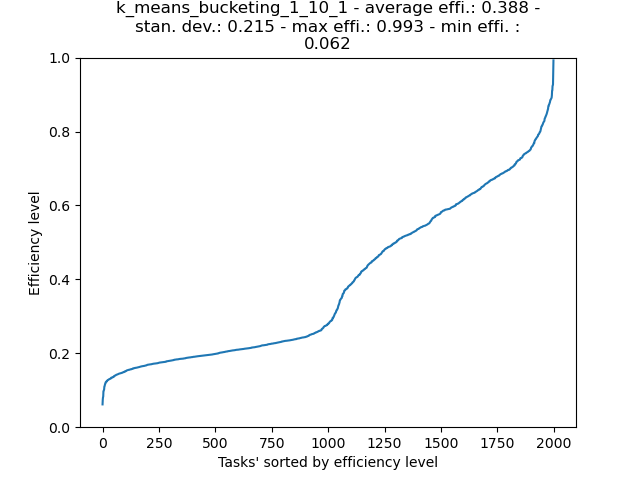 k_means_bucketing_1_10_1 - average effi.: 0.388 -
stan. dev.: 0.215 - max effi.: 0.993 - min effi. :
0.062
1.0
0.8
0.6
0.4
0.2
0.0
Efficiency level
0 250 500 750 1000 1250 1500 1750 2000
Tasks' sorted by efficiency level